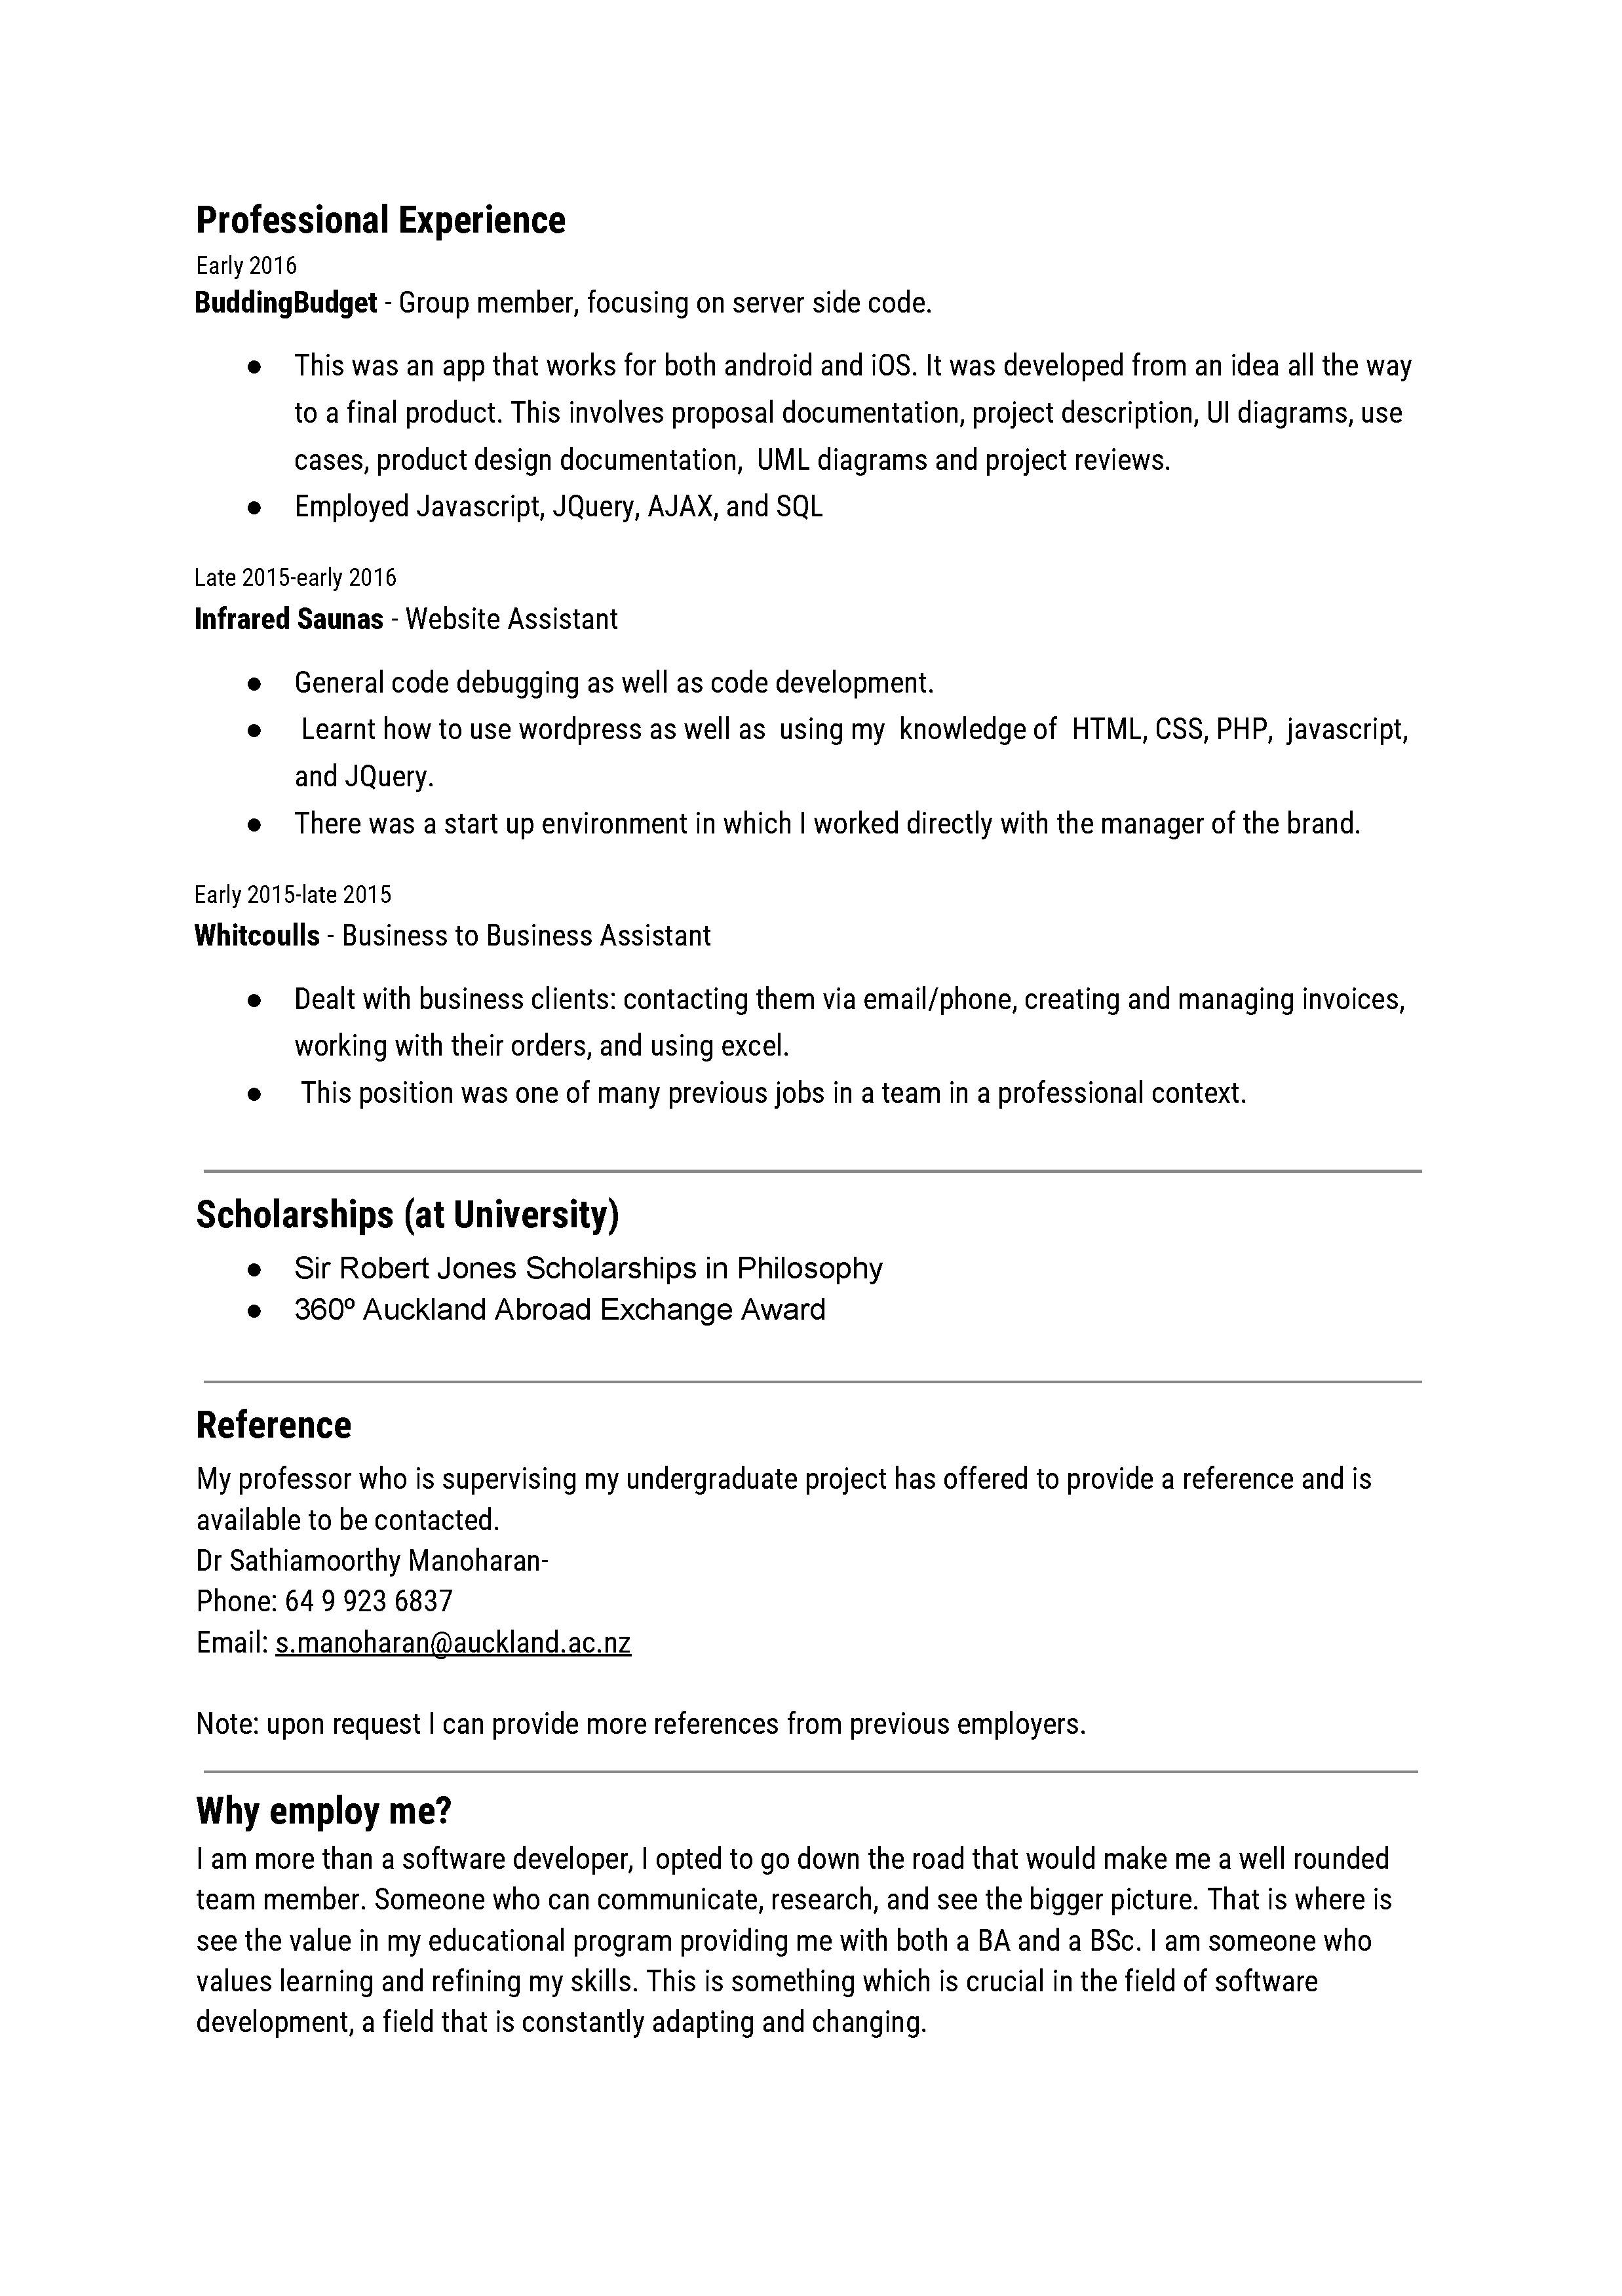 Professional Experience
Early 2016
BuddingBudget - Group member, focusing on server side code.
● This was an app that works for both android and iOS. It was developed from an idea all the way
to a final product. This involves proposal documentation, project description, UI diagrams, use
cases, product design documentation,  UML diagrams and project reviews.
● Employed Javascript, JQuery, AJAX, and SQL
Late 2015-early 2016
Infrared Saunas - Website Assistant
● General code debugging as well as code development.
●  Learnt how to use wordpress as well as  using my  knowledge of  HTML, CSS, PHP,  javascript,
and JQuery.
● There was a start up environment in which I worked directly with the manager of the brand.
Early 2015-late 2015
Whitcoulls - Business to Business Assistant
● Dealt with business clients: contacting them via email/phone, creating and managing invoices,
working with their orders, and using excel.
●  This position was one of many previous jobs in a team in a professional context.
Scholarships (at University)
● Sir Robert Jones Scholarships in Philosophy
● 360º Auckland Abroad Exchange Award
Reference
My professor who is supervising my undergraduate project has offered to provide a reference and is
available to be contacted.
Dr Sathiamoorthy Manoharan-
Phone: 64 9 923 6837
Email: s.manoharan@auckland.ac.nz
Note: upon request I can provide more references from previous employers.
Why employ me?
I am more than a software developer, I opted to go down the road that would make me a well rounded
team member. Someone who can communicate, research, and see the bigger picture. That is where is
see the value in my educational program providing me with both a BA and a BSc. I am someone who
values learning and refining my skills. This is something which is crucial in the field of software
development, a field that is constantly adapting and changing.